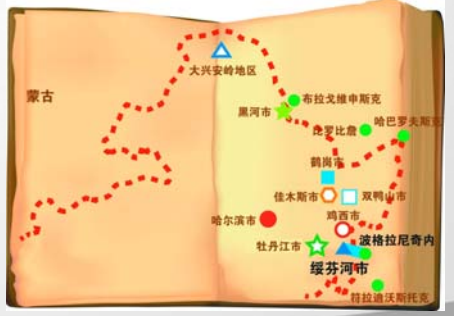 大兴安岭地区
蒙古
布拉戈维申斯克
黑河市
哈巴罗夫斯克
比罗比詹
鹤岗市
佳木斯市
双鸭山市
鸡西市
哈尔滨市
波格拉尼奇内
牡丹江市
绥芬河市
符拉迪沃斯托克